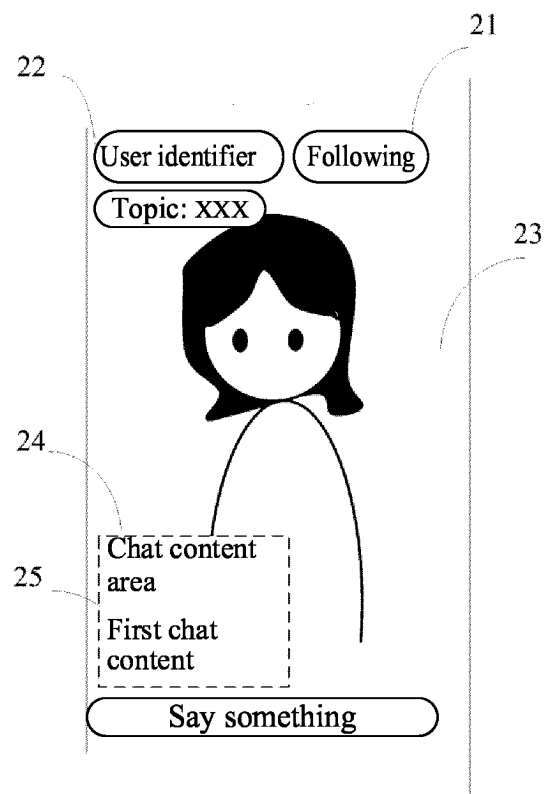 21
22
User identifier
Following
Topic: XXX
23
24
Chat content
area
25
First chat
content
Say something